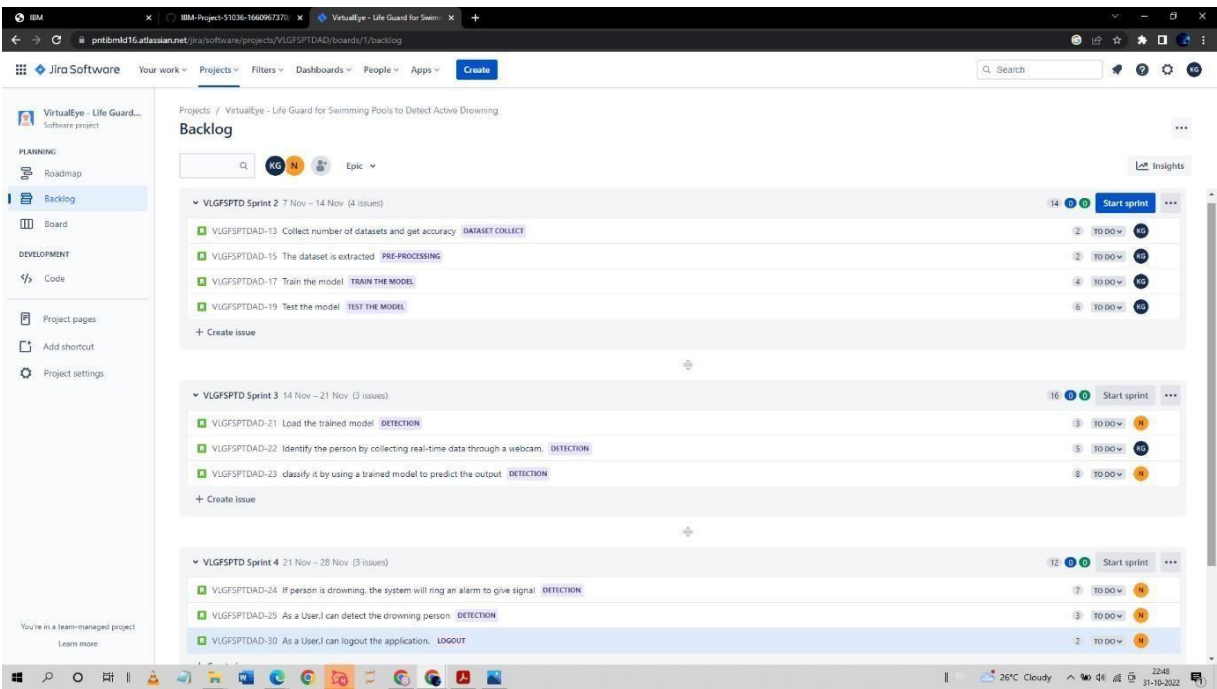 IBM
IBM-Project-51036-1660967370/
VirtualEye - Life Guard for Swimm
pntibmld16.atlassian.net/jira/software/projects/VLGFSPTDAD/boards/1/backlog
Jira Software Your work Projects Filters Dashboards People Apps Create Search KG
VirtualEye - Life Guard...
Software project
PLANNING
Roadmap
Backlog
Board
DEVELOPMENT
Code
Project pages
Add shortcut
Project settings
You're in a team-managed project
Learn more
Projects / VirtualEye - Life Guard for Swimming Pools to Detect Active Drowning
Backlog
KG N Epic Insights
VLGFSPTD Sprint 2 7 Nov – 14 Nov (4 issues) 14 0 0 Start sprint
VLGFSPTDAD-13 Collect number of datasets and get accuracy DATASET COLLECT 2 TO DO KG
VLGFSPTDAD-15 The dataset is extracted PRE-PROCESSING 2 TO DO KG
VLGFSPTDAD-17 Train the model TRAIN THE MODEL 4 TO DO KG
VLGFSPTDAD-19 Test the model TEST THE MODEL 6 TO DO KG
+ Create issue
VLGFSPTD Sprint 3 14 Nov – 21 Nov (3 issues) 16 0 0 Start sprint
VLGFSPTDAD-21 Load the trained model DETECTION 3 TO DO N
VLGFSPTDAD-22 Identify the person by collecting real-time data through a webcam. DETECTION 5 TO DO KG
VLGFSPTDAD-23 classify it by using a trained model to predict the output DETECTION 8 TO DO N
+ Create issue
VLGFSPTD Sprint 4 21 Nov – 28 Nov (3 issues) 12 0 0 Start sprint
VLGFSPTDAD-24 If person is drowning, the system will ring an alarm to give signal DETECTION 7 TO DO N
VLGFSPTDAD-25 As a User,I can detect the drowning person DETECTION 3 TO DO N
VLGFSPTDAD-30 As a User,I can logout the application. LOGOUT 2 TO DO N
26°C Cloudy
22:48
31-10-2022